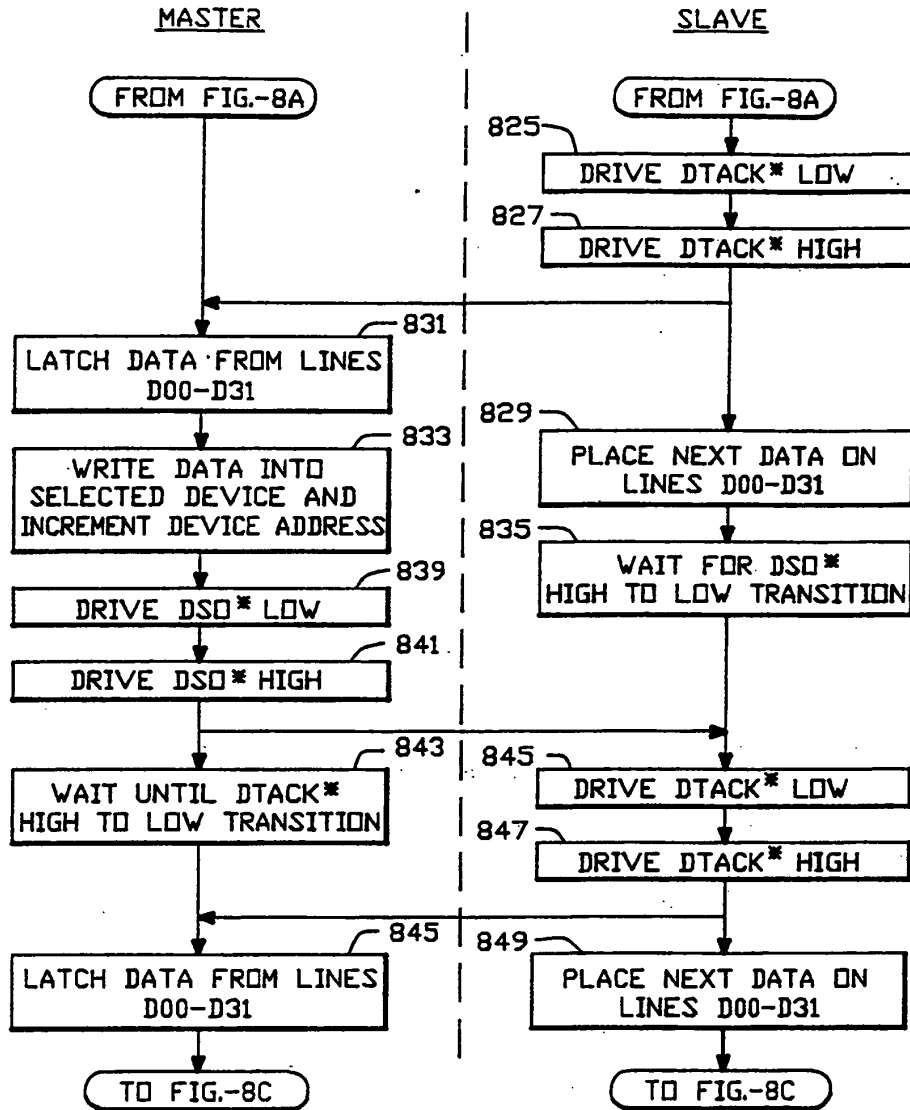 MASTER
SLAVE
FROM FIG.-8A
FROM FIG.-8A
825
DRIVE DTACK* LOW
827
DRIVE DTACK* HIGH
831
LATCH DATA FROM LINES
D00-D31
829
PLACE NEXT DATA ON
LINES D00-D31
833
WRITE DATA INTO
SELECTED DEVICE AND
INCREMENT DEVICE ADDRESS
835
WAIT FOR DS0*
HIGH TO LOW TRANSITION
839
DRIVE DS0* LOW
841
DRIVE DS0* HIGH
843
WAIT UNTIL DTACK*
HIGH TO LOW TRANSITION
845
DRIVE DTACK* LOW
847
DRIVE DTACK* HIGH
845
LATCH DATA FROM LINES
D00-D31
849
PLACE NEXT DATA ON
LINES D00-D31
TO FIG.-8C
TO FIG.-8C